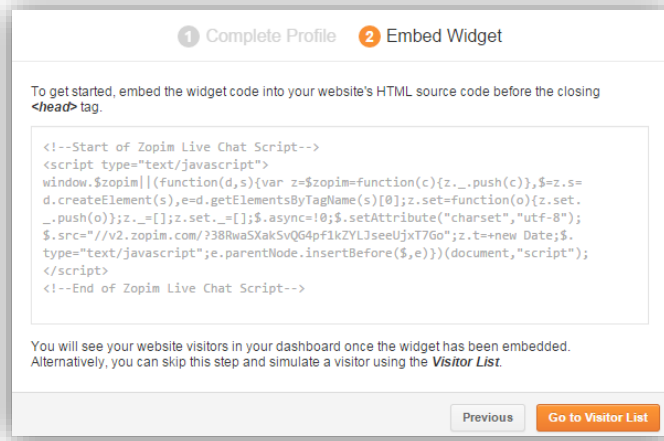 1 Complete Profile 2 Embed Widget
To get started, embed the widget code into your website's HTML source code before the closing
<head> tag.
<!--Start of Zopim Live Chat Script-->
<script type="text/javascript">
window.$zopim||(function(d,s){var z=$zopim=function(c){z._.push(c)},$=z.s=
d.createElement(s),e=d.getElementsByTagName(s)[0];z.set=function(o){z.set.
_.push(o)};z._=[];z.set._=[];$.async=!0;$.setAttribute("charset","utf-8");
$.src="//v2.zopim.com/?38RwaSXakSvQG4pf1kZYLJseeUjxT7Go";z.t=+new Date;$.
type="text/javascript";e.parentNode.insertBefore($,e)})(document,"script");
</script>
<!--End of Zopim Live Chat Script-->
You will see your website visitors in your dashboard once the widget has been embedded.
Alternatively, you can skip this step and simulate a visitor using the Visitor List.
Previous Go to Visitor List